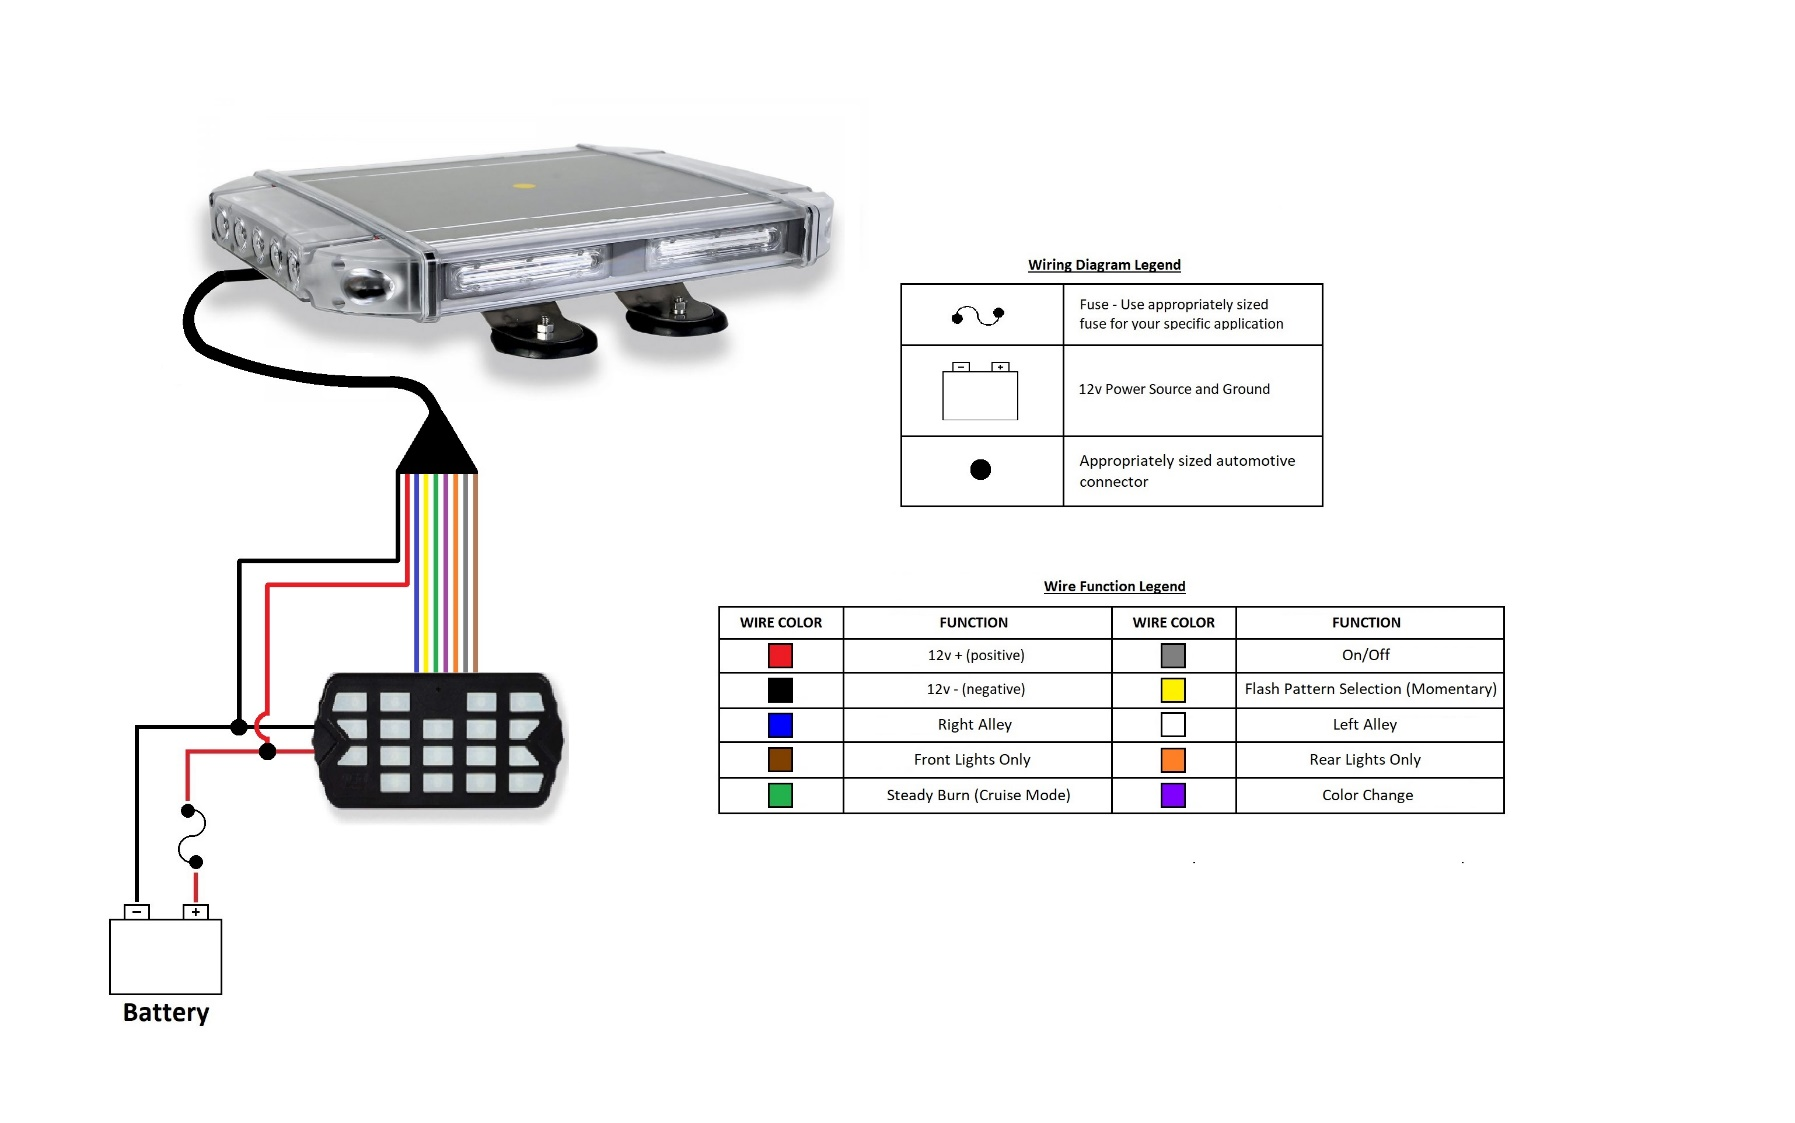 Wiring Diagram Legend
Fuse - Use appropriately sized
fuse for your specific application
- +
12v Power Source and Ground
Appropriately sized automotive
connector
Wire Function Legend
WIRE COLOR FUNCTION WIRE COLOR FUNCTION
12v + (positive) On/Off
12v - (negative) Flash Pattern Selection (Momentary)
Right Alley Left Alley
Front Lights Only Rear Lights Only
Steady Burn (Cruise Mode) Color Change
- +
Battery